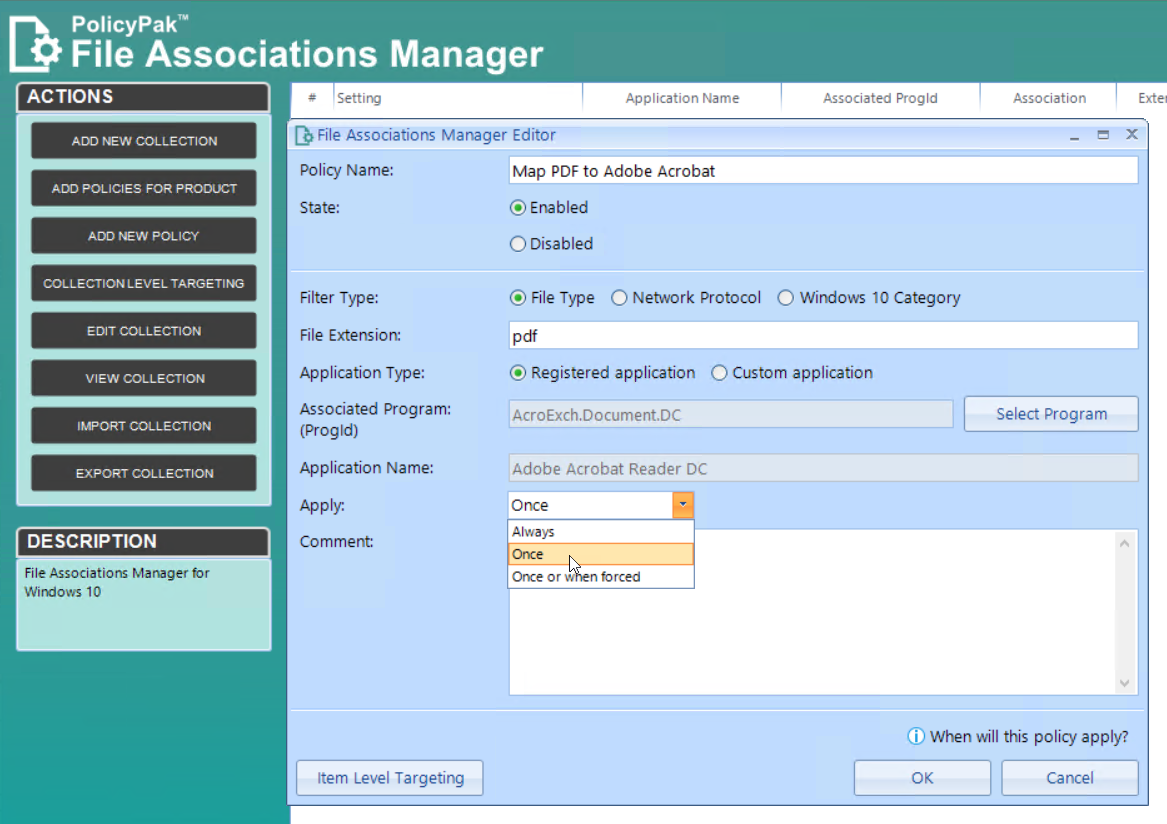 PolicyPak™
File Associations Manager
ACTIONS
ADD NEW COLLECTION
ADD POLICIES FOR PRODUCT
ADD NEW POLICY
COLLECTION LEVEL TARGETING
EDIT COLLECTION
VIEW COLLECTION
IMPORT COLLECTION
EXPORT COLLECTION
DESCRIPTION
File Associations Manager for
Windows 10
# Setting Application Name Associated ProgId Association Exter
File Associations Manager Editor
Policy Name: Map PDF to Adobe Acrobat
State: Enabled
Disabled
Filter Type: File Type Network Protocol Windows 10 Category
File Extension: pdf
Application Type: Registered application Custom application
Associated Program:
(ProgId) AcroExch.Document.DC Select Program
Application Name: Adobe Acrobat Reader DC
Apply: Once
Always
Once
Once or when forced
Comment:
When will this policy apply?
Item Level Targeting OK Cancel